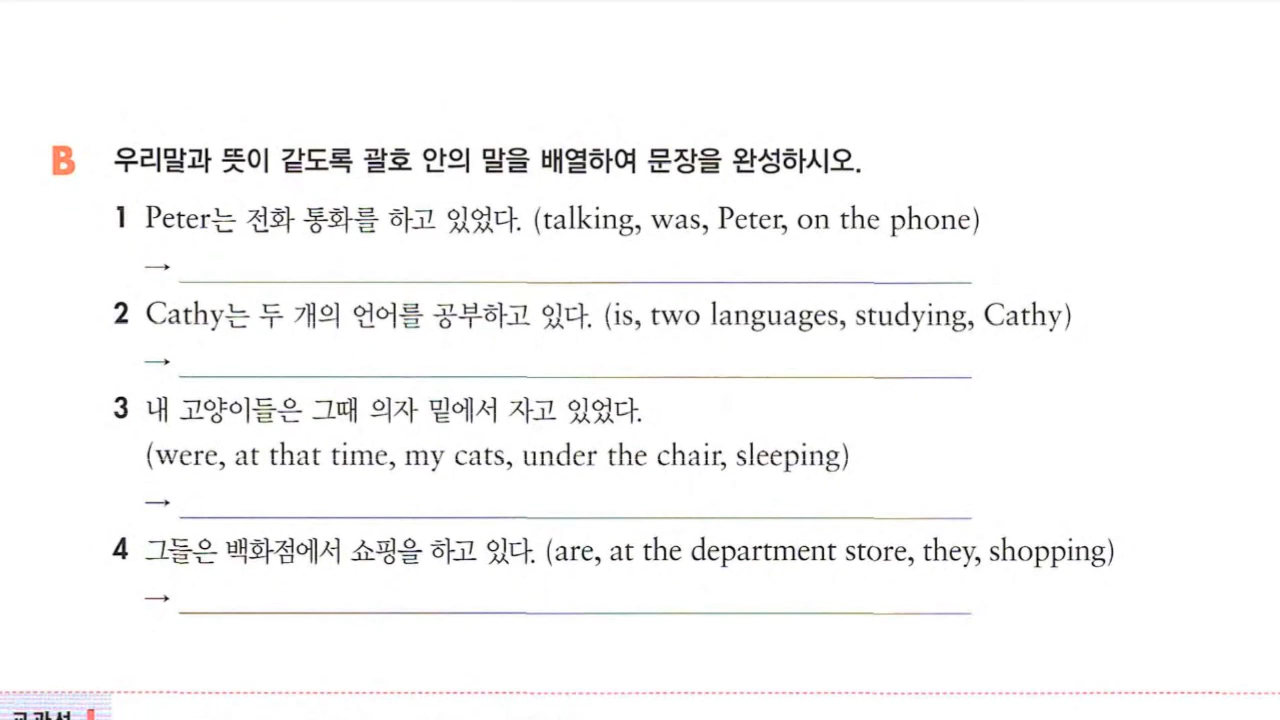 B 우리말과 뜻이 같도록 괄호 안의 말을 배열하여 문장을 완성하시오.
1 Peter는 전화 통화를 하고 있었다. (talking, was, Peter, on the phone)
→
2 Cathy는 두 개의 언어를 공부하고 있다. (is, two languages, studying, Cathy)
→
3 내 고양이들은 그때 의자 밑에서 자고 있었다.
(were, at that time, my cats, under the chair, sleeping)
→
4 그들은 백화점에서 쇼핑을 하고 있다. (are, at the department store, they, shopping)
→